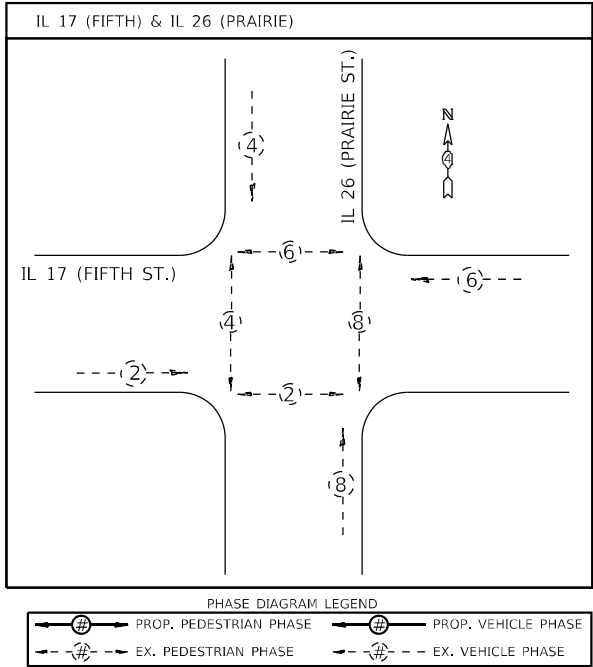 IL 17 (FIFTH) & IL 26 (PRAIRIE)
IL 26 (PRAIRIE ST.)
N
4
4
6
IL 17 (FIFTH ST.)
6
4
8
2
2
8
PHASE DIAGRAM LEGEND
# PROP. PEDESTRIAN PHASE # PROP. VEHICLE PHASE
# EX. PEDESTRIAN PHASE # EX. VEHICLE PHASE